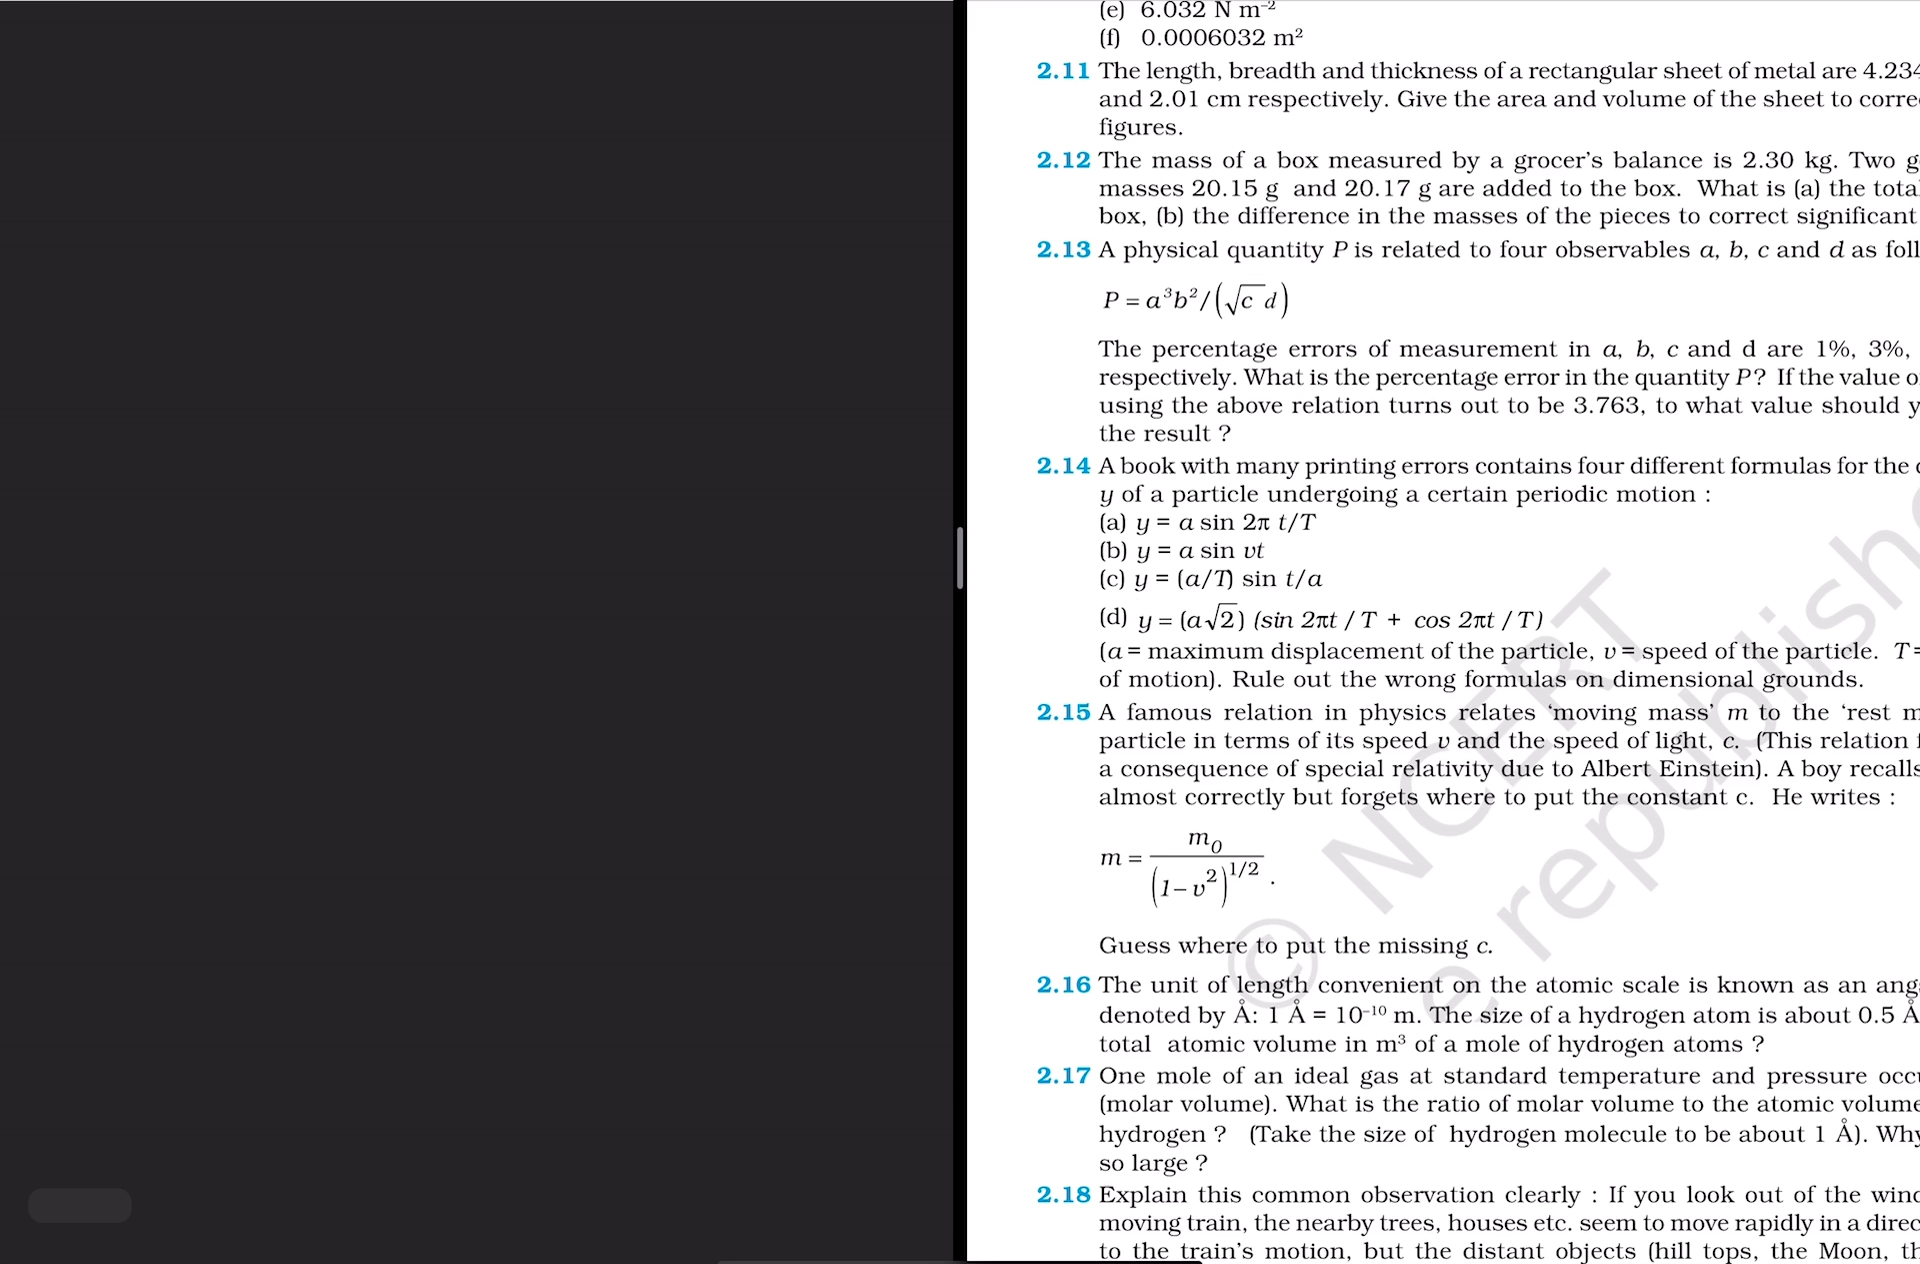 (e) 6.032 N m⁻²
(f) 0.0006032 m²
2.11 The length, breadth and thickness of a rectangular sheet of metal are 4.234
and 2.01 cm respectively. Give the area and volume of the sheet to corre
figures.
2.12 The mass of a box measured by a grocer's balance is 2.30 kg. Two g
masses 20.15 g and 20.17 g are added to the box. What is (a) the tota
box, (b) the difference in the masses of the pieces to correct significant
2.13 A physical quantity P is related to four observables a, b, c and d as foll
P = a³b²/(√c d)
The percentage errors of measurement in a, b, c and d are 1%, 3%,
respectively. What is the percentage error in the quantity P? If the value o
using the above relation turns out to be 3.763, to what value should y
the result ?
2.14 A book with many printing errors contains four different formulas for the
y of a particle undergoing a certain periodic motion :
(a) y = a sin 2π t/T
(b) y = a sin υt
(c) y = (a/T) sin t/a
(d) y = (a√2) (sin 2πt / T + cos 2πt / T)
(a = maximum displacement of the particle, υ = speed of the particle. T =
of motion). Rule out the wrong formulas on dimensional grounds.
2.15 A famous relation in physics relates 'moving mass' m to the 'rest m
particle in terms of its speed υ and the speed of light, c. (This relation
a consequence of special relativity due to Albert Einstein). A boy recalls
almost correctly but forgets where to put the constant c. He writes :
m = m₀ / (1 − υ²)^1/2 .
Guess where to put the missing c.
2.16 The unit of length convenient on the atomic scale is known as an ang
denoted by Å: 1 Å = 10⁻¹⁰ m. The size of a hydrogen atom is about 0.5 Å
total atomic volume in m³ of a mole of hydrogen atoms ?
2.17 One mole of an ideal gas at standard temperature and pressure occu
(molar volume). What is the ratio of molar volume to the atomic volume
hydrogen ? (Take the size of hydrogen molecule to be about 1 Å). Why
so large ?
2.18 Explain this common observation clearly : If you look out of the wind
moving train, the nearby trees, houses etc. seem to move rapidly in a direc
to the train's motion, but the distant objects (hill tops, the Moon, th
© NCERT
e republish